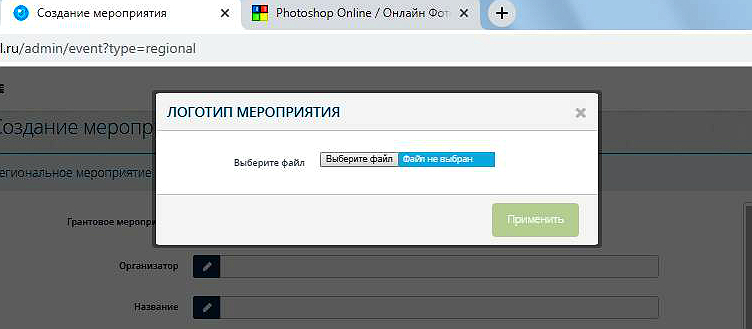 Создание мероприятия
Photoshop Online / Онлайн Фот
l.ru/admin/event?type=regional
Создание меропр
ЛОГОТИП МЕРОПРИЯТИЯ
егиональное мероприятие
Выберите файл
Выберите файл Файл не выбран
Применить
Грантовое меропри
Организатор
Название